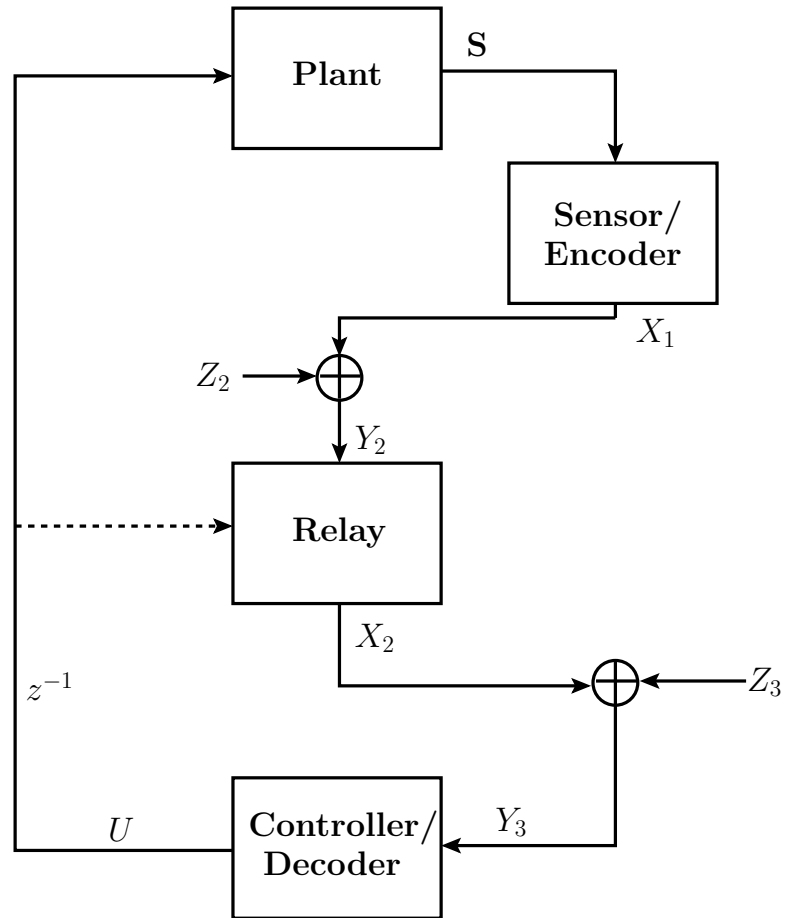 Plant
S
Sensor/
Encoder
X₁
Z₂
Y₂
Relay
X₂
z⁻¹
Z₃
U
Controller/
Decoder
Y₃